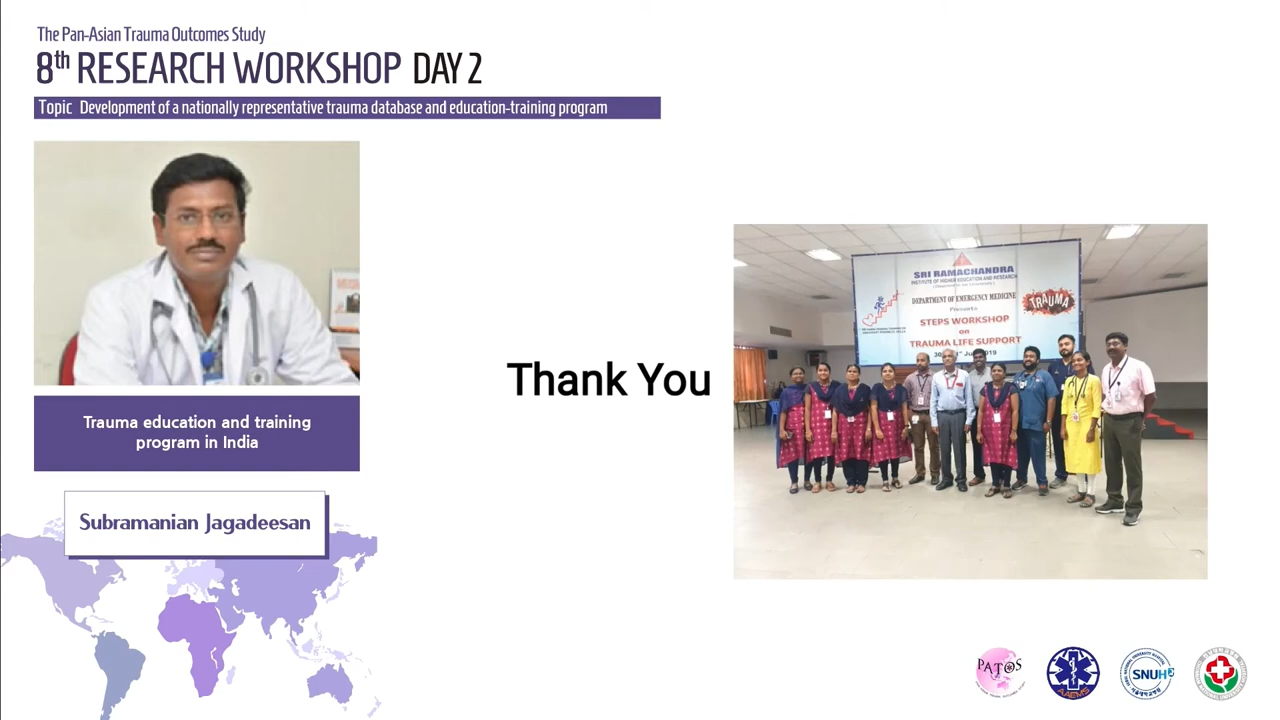 The Pan-Asian Trauma Outcomes Study
8th RESEARCH WORKSHOP DAY 2
Topic Development of a nationally representative trauma database and education-training program
Trauma education and training
program in India
Subramanian Jagadeesan
Thank You
SRI RAMACHANDRA
INSTITUTE OF HIGHER EDUCATION AND RESEARCH
DEPARTMENT OF EMERGENCY MEDICINE
Presents
STEPS WORKSHOP
on
TRAUMA LIFE SUPPORT
2019
TRAUMA
PATOS
AAEMS
SNUH